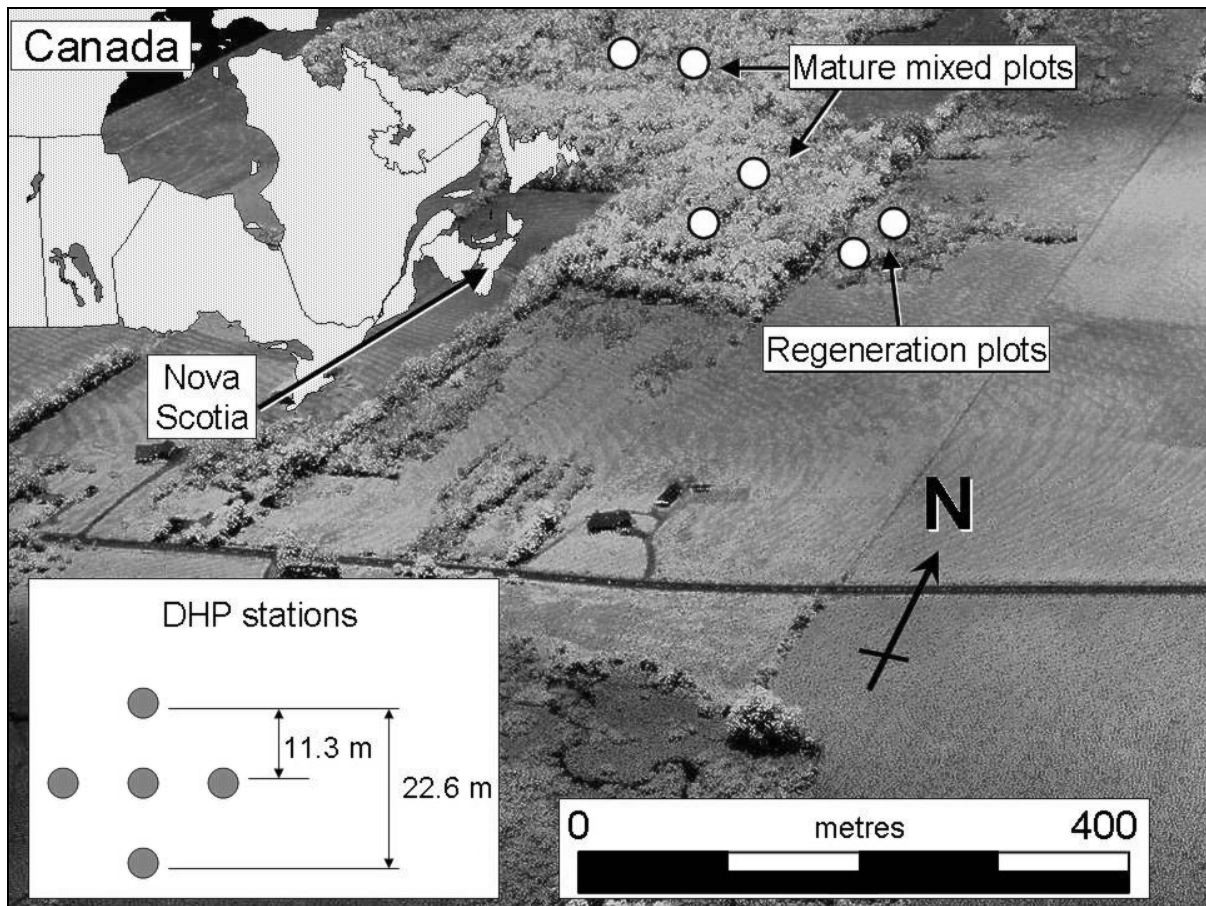 Canada
Mature mixed plots
Regeneration plots
Nova
Scotia
N
DHP stations
11.3 m
22.6 m
0 metres 400